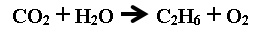 CO₂ + H₂O ➔ C₂H₆ + O₂